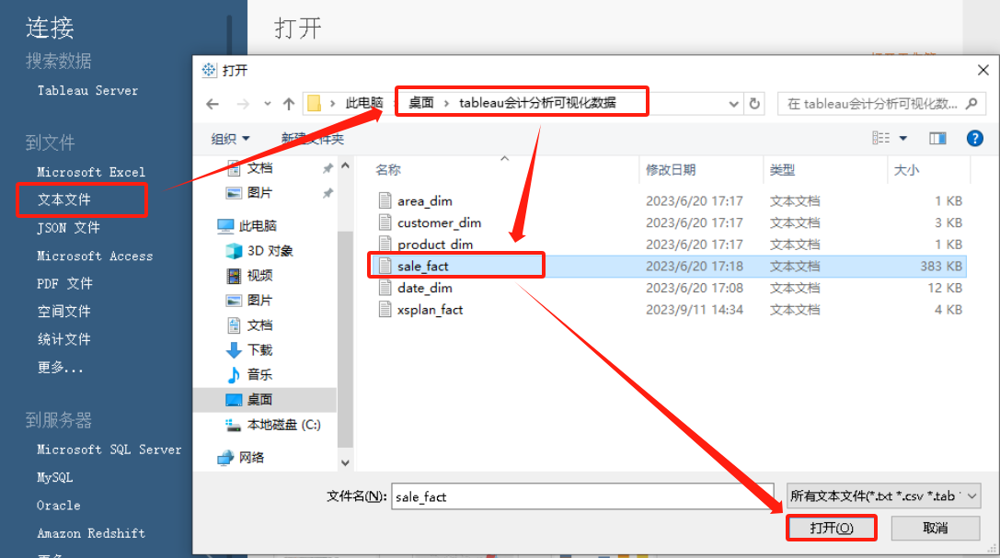 连接
搜索数据
Tableau Server
到文件
Microsoft Excel
文本文件
JSON 文件
Microsoft Access
PDF 文件
空间文件
统计文件
更多...
到服务器
Microsoft SQL Server
MySQL
Oracle
Amazon Redshift
打开
打开
此电脑 桌面 tableau会计分析可视化数据
在 tableau会计分析可视化数...
组织 新建文件夹
文档
图片
此电脑
3D 对象
视频
图片
文档
下载
音乐
桌面
本地磁盘 (C:)
网络
名称 修改日期 类型 大小
area_dim 2023/6/20 17:17 文本文档 1 KB
customer_dim 2023/6/20 17:17 文本文档 3 KB
product_dim 2023/6/20 17:17 文本文档 1 KB
sale_fact 2023/6/20 17:18 文本文档 383 KB
date_dim 2023/6/20 17:08 文本文档 12 KB
xsplan_fact 2023/9/11 14:34 文本文档 4 KB
文件名(N): sale_fact 所有文本文件(*.txt *.csv *.tab
打开(O) 取消